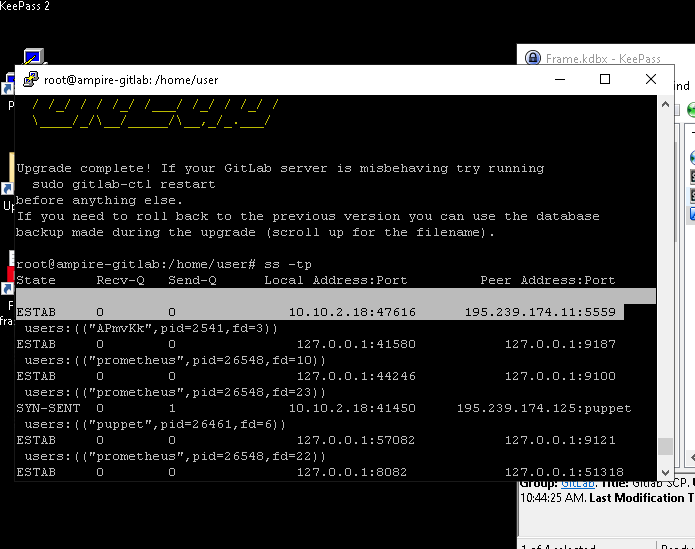 KeePass 2
Frame.kdbx - KeePass
root@ampire-gitlab: /home/user
Upgrade complete! If your GitLab server is misbehaving try running
sudo gitlab-ctl restart
before anything else.
If you need to roll back to the previous version you can use the database
backup made during the upgrade (scroll up for the filename).
root@ampire-gitlab:/home/user# ss -tp
State Recv-Q Send-Q Local Address:Port Peer Address:Port
ESTAB 0 0 10.10.2.18:47616 195.239.174.11:5559
users:(("APmvKk",pid=2541,fd=3))
ESTAB 0 0 127.0.0.1:41580 127.0.0.1:9187
users:(("prometheus",pid=26548,fd=10))
ESTAB 0 0 127.0.0.1:44246 127.0.0.1:9100
users:(("prometheus",pid=26548,fd=23))
SYN-SENT 0 1 10.10.2.18:41450 195.239.174.125:puppet
users:(("puppet",pid=26461,fd=6))
ESTAB 0 0 127.0.0.1:57082 127.0.0.1:9121
users:(("prometheus",pid=26548,fd=22))
ESTAB 0 0 127.0.0.1:8082 127.0.0.1:51318
Group: GitLab. Title: Gitlab SCP.
10:44:25 AM. Last Modification T
1 of 4 selected Ready